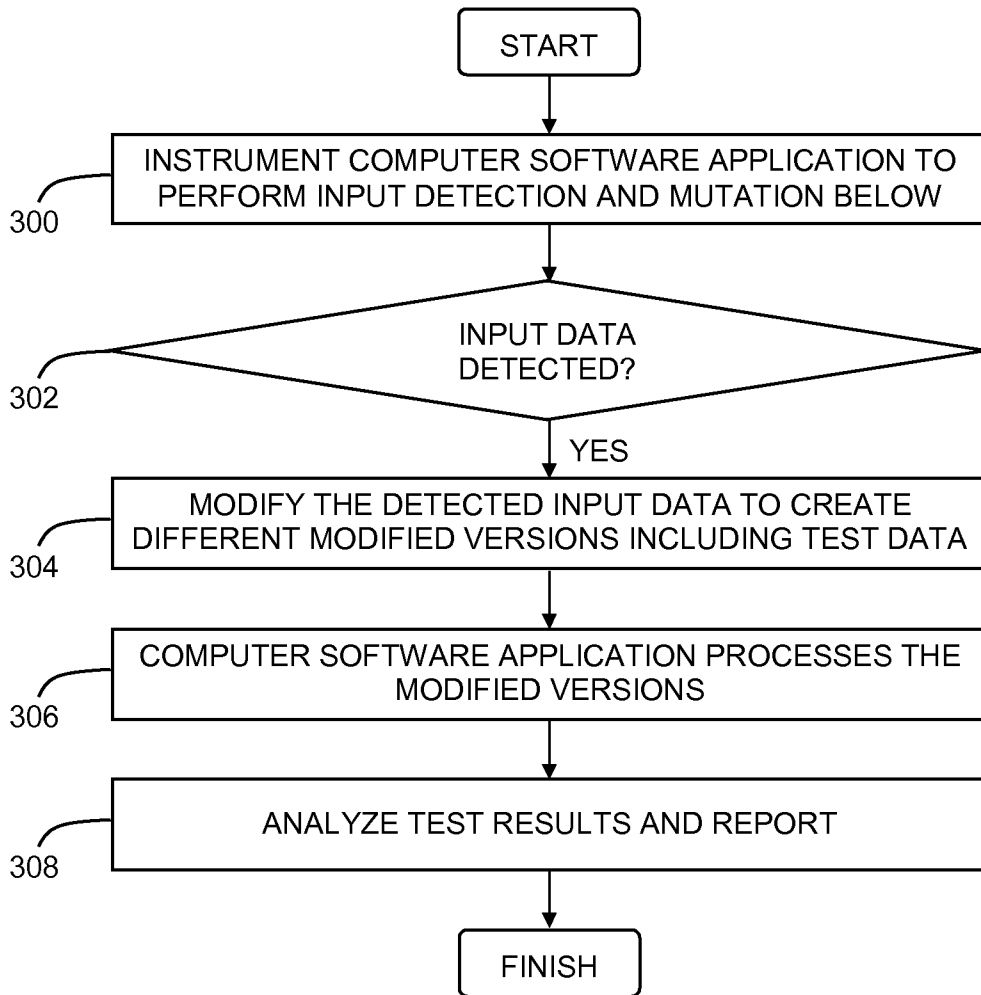 START
INSTRUMENT COMPUTER SOFTWARE APPLICATION TO
PERFORM INPUT DETECTION AND MUTATION BELOW
300
INPUT DATA
DETECTED?
302
YES
MODIFY THE DETECTED INPUT DATA TO CREATE
DIFFERENT MODIFIED VERSIONS INCLUDING TEST DATA
304
COMPUTER SOFTWARE APPLICATION PROCESSES THE
MODIFIED VERSIONS
306
ANALYZE TEST RESULTS AND REPORT
308
FINISH